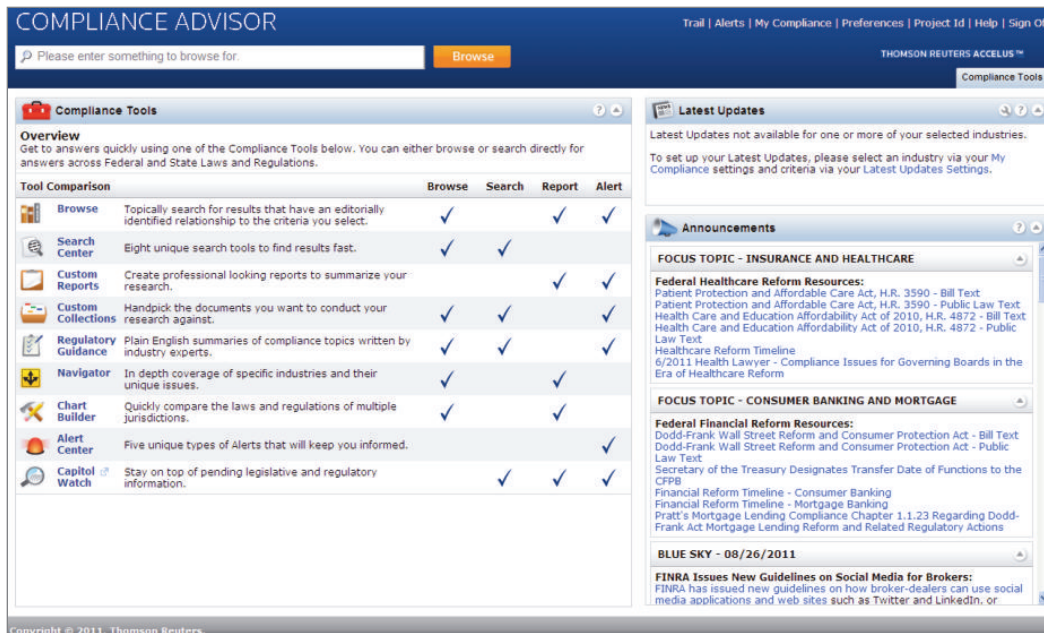 COMPLIANCE ADVISOR
Trail | Alerts | My Compliance | Preferences | Project Id | Help | Sign
Please enter something to browse for.
Browse
THOMSON REUTERS ACCELUS™
Compliance Tools
Compliance Tools
Overview
Get to answers quickly using one of the Compliance Tools below. You can either browse or search directly for
answers across Federal and State Laws and Regulations.
Tool Comparison Browse Search Report Alert
Browse
Topically search for results that have an editorially
identified relationship to the criteria you select.
Search
Center
Eight unique search tools to find results fast.
Custom
Reports
Create professional looking reports to summarize your
research.
Custom
Collections
Handpick the documents you want to conduct your
research against.
Regulatory
Guidance
Plain English summaries of compliance topics written by
industry experts.
Navigator
In depth coverage of specific industries and their
unique issues.
Chart
Builder
Quickly compare the laws and regulations of multiple
jurisdictions.
Alert
Center
Five unique types of Alerts that will keep you informed.
Capitol
Watch
Stay on top of pending legislative and regulatory
information.
Latest Updates
Latest Updates not available for one or more of your selected industries.
To set up your Latest Updates, please select an industry via your My
Compliance settings and criteria via your Latest Updates Settings.
Announcements
FOCUS TOPIC - INSURANCE AND HEALTHCARE
Federal Healthcare Reform Resources:
Patient Protection and Affordable Care Act, H.R. 3590 - Bill Text
Patient Protection and Affordable Care Act, H.R. 3590 - Public Law Text
Health Care and Education Affordability Act of 2010, H.R. 4872 - Bill Text
Health Care and Education Affordability Act of 2010, H.R. 4872 - Public
Law Text
Healthcare Reform Timeline
6/2011 Health Lawyer - Compliance Issues for Governing Boards in the
Era of Healthcare Reform
FOCUS TOPIC - CONSUMER BANKING AND MORTGAGE
Federal Financial Reform Resources:
Dodd-Frank Wall Street Reform and Consumer Protection Act - Bill Text
Dodd-Frank Wall Street Reform and Consumer Protection Act - Public
Law Text
Secretary of the Treasury Designates Transfer Date of Functions to the
CFPB
Financial Reform Timeline - Consumer Banking
Financial Reform Timeline - Mortgage Banking
Pratt's Mortgage Lending Compliance Chapter 1.1.23 Regarding Dodd-
Frank Act Mortgage Lending Reform and Related Regulatory Actions
BLUE SKY - 08/26/2011
FINRA Issues New Guidelines on Social Media for Brokers:
FINRA has issued new guidelines on how broker-dealers can use social
media applications and web sites such as Twitter and LinkedIn, or
Copyright © 2011, Thomson Reuters.